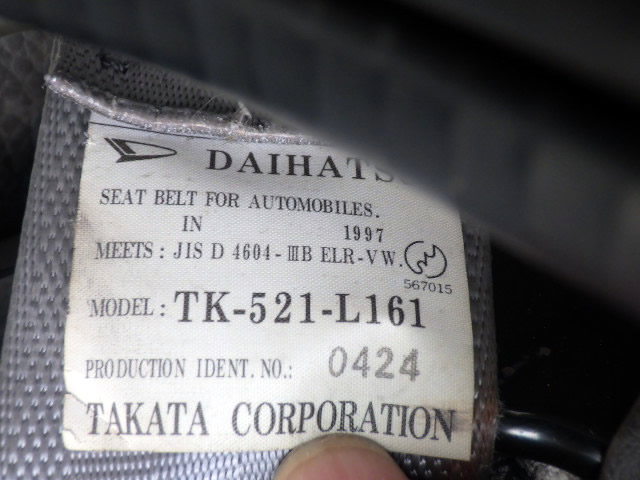 DAIHATS
SEAT BELT FOR AUTOMOBILES.
IN 1997
MEETS: JIS D 4604-ⅢB ELR-VW.
567015
MODEL: TK-521-L161
PRODUCTION IDENT. NO.: 0424
TAKATA CORPORATION